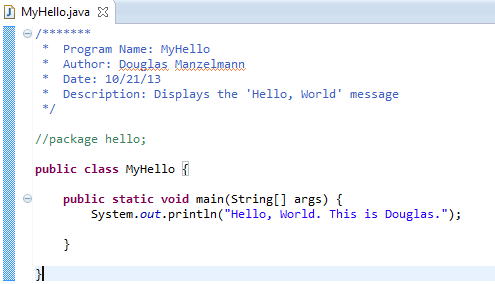 MyHello.java
/*******
 *  Program Name: MyHello
 *  Author: Douglas Manzelmann
 *  Date: 10/21/13
 *  Description: Displays the 'Hello, World' message
 */
//package hello;
public class MyHello {
public static void main(String[] args) {
System.out.println("Hello, World. This is Douglas.");
}
}